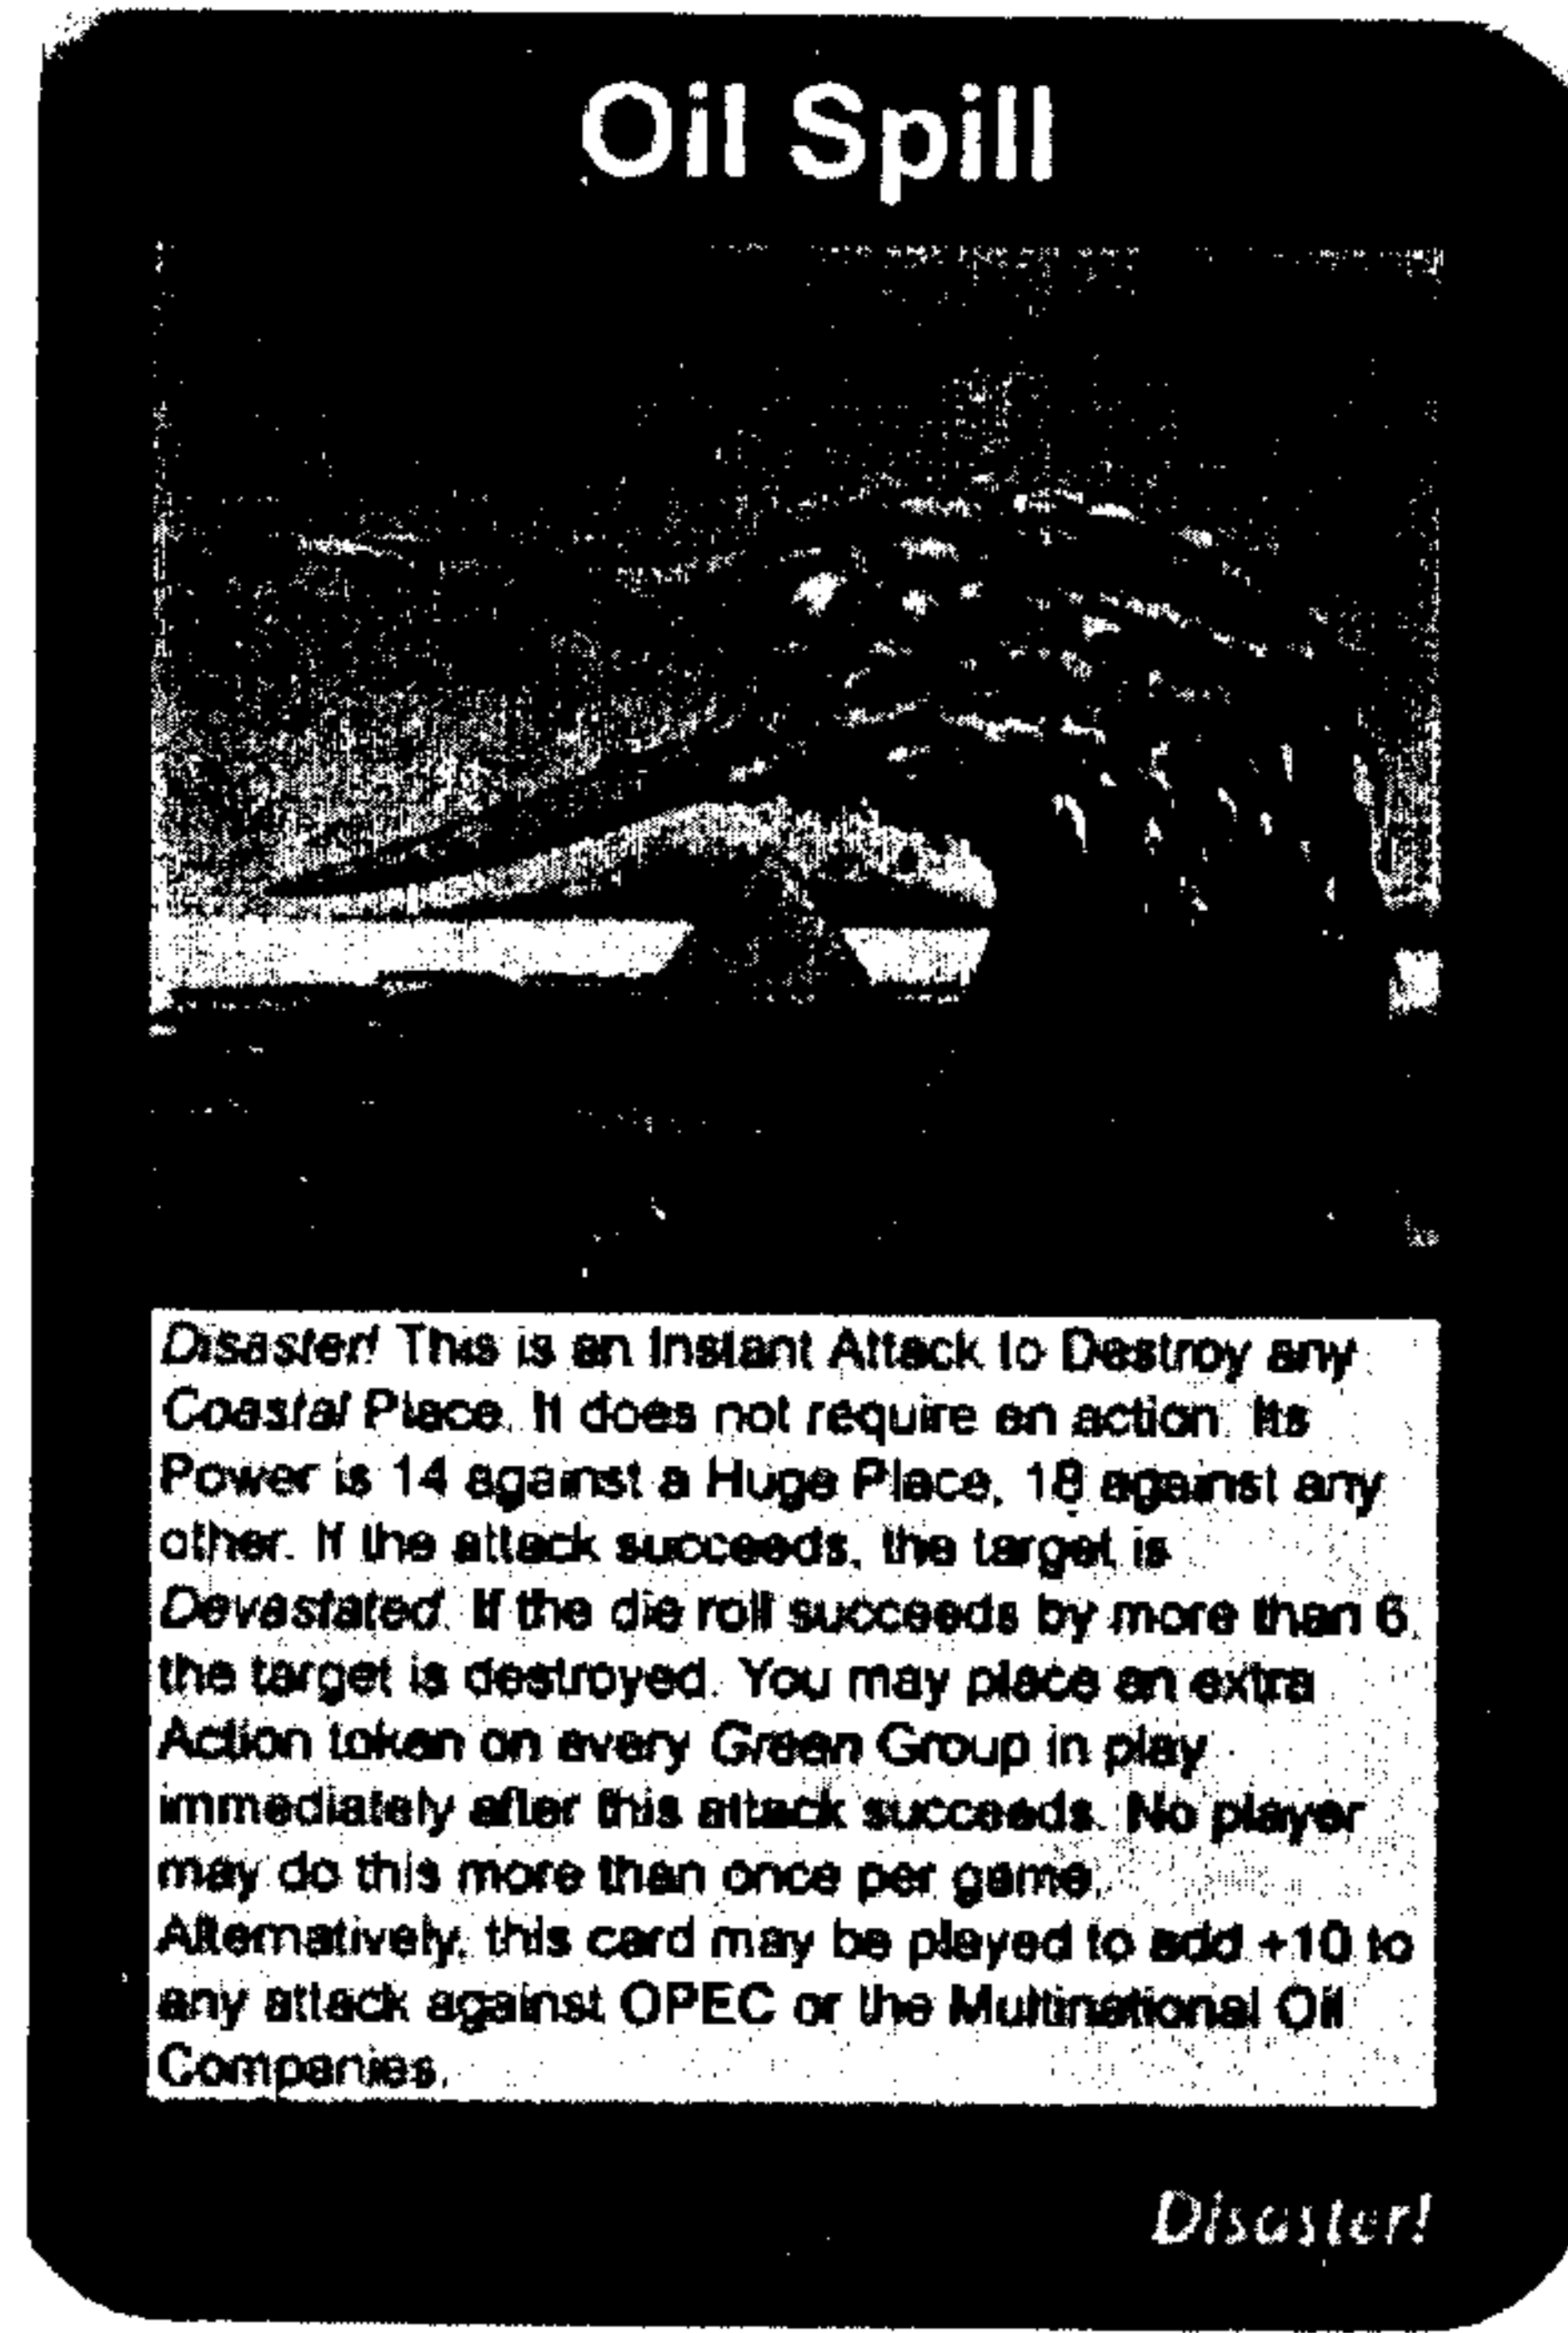 Oil Spill
Disaster! This is an Instant Attack to Destroy any
Coastal Place. It does not require an action. Its
Power is 14 against a Huge Place, 18 against any
other. If the attack succeeds, the target is
Devastated. If the die roll succeeds by more than 6,
the target is destroyed. You may place an extra
Action token on every Green Group in play
immediately after this attack succeeds. No player
may do this more than once per game.
Alternatively, this card may be played to add +10 to
any attack against OPEC or the Multinational Oil
Companies.
Disaster!